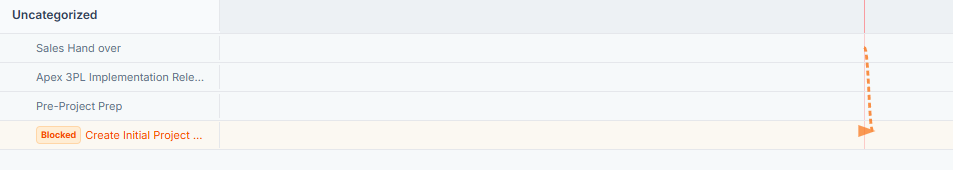 Uncategorized
Sales Hand over
Apex 3PL Implementation Rele...
Pre-Project Prep
Blocked Create Initial Project ...